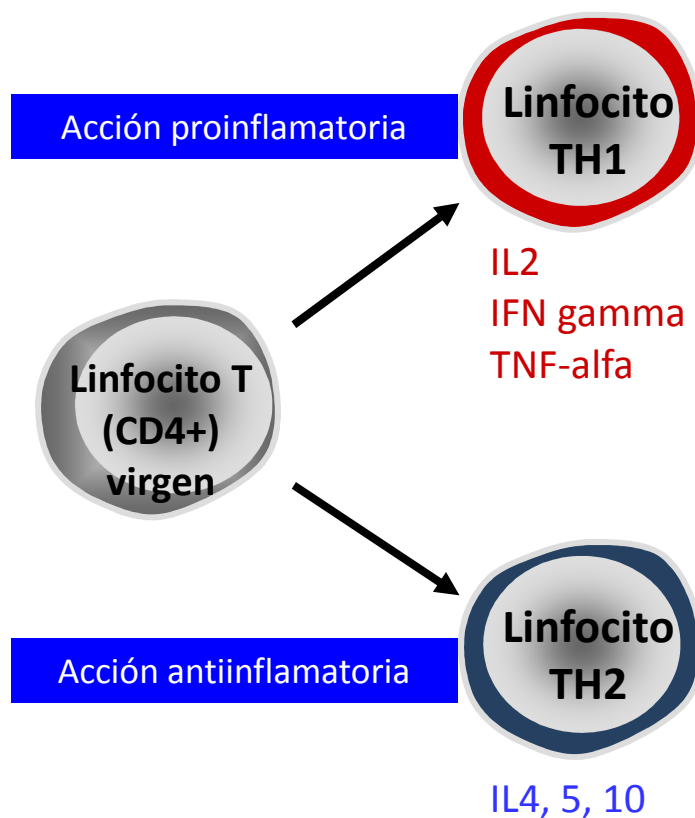 Linfocito
TH1
Acción proinflamatoria
IL2
IFN gamma
TNF-alfa
Linfocito T
(CD4+)
virgen
Linfocito
TH2
Acción antiinflamatoria
IL4, 5, 10